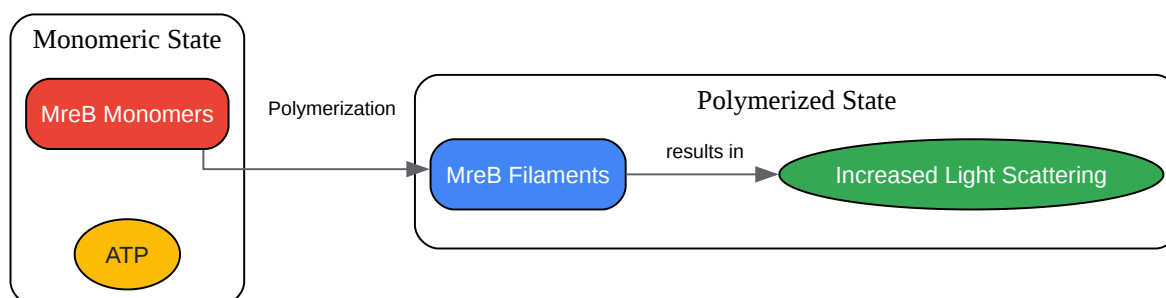 Monomeric State
MreB Monomers
ATP
Polymerization
Polymerized State
MreB Filaments
results in
Increased Light Scattering